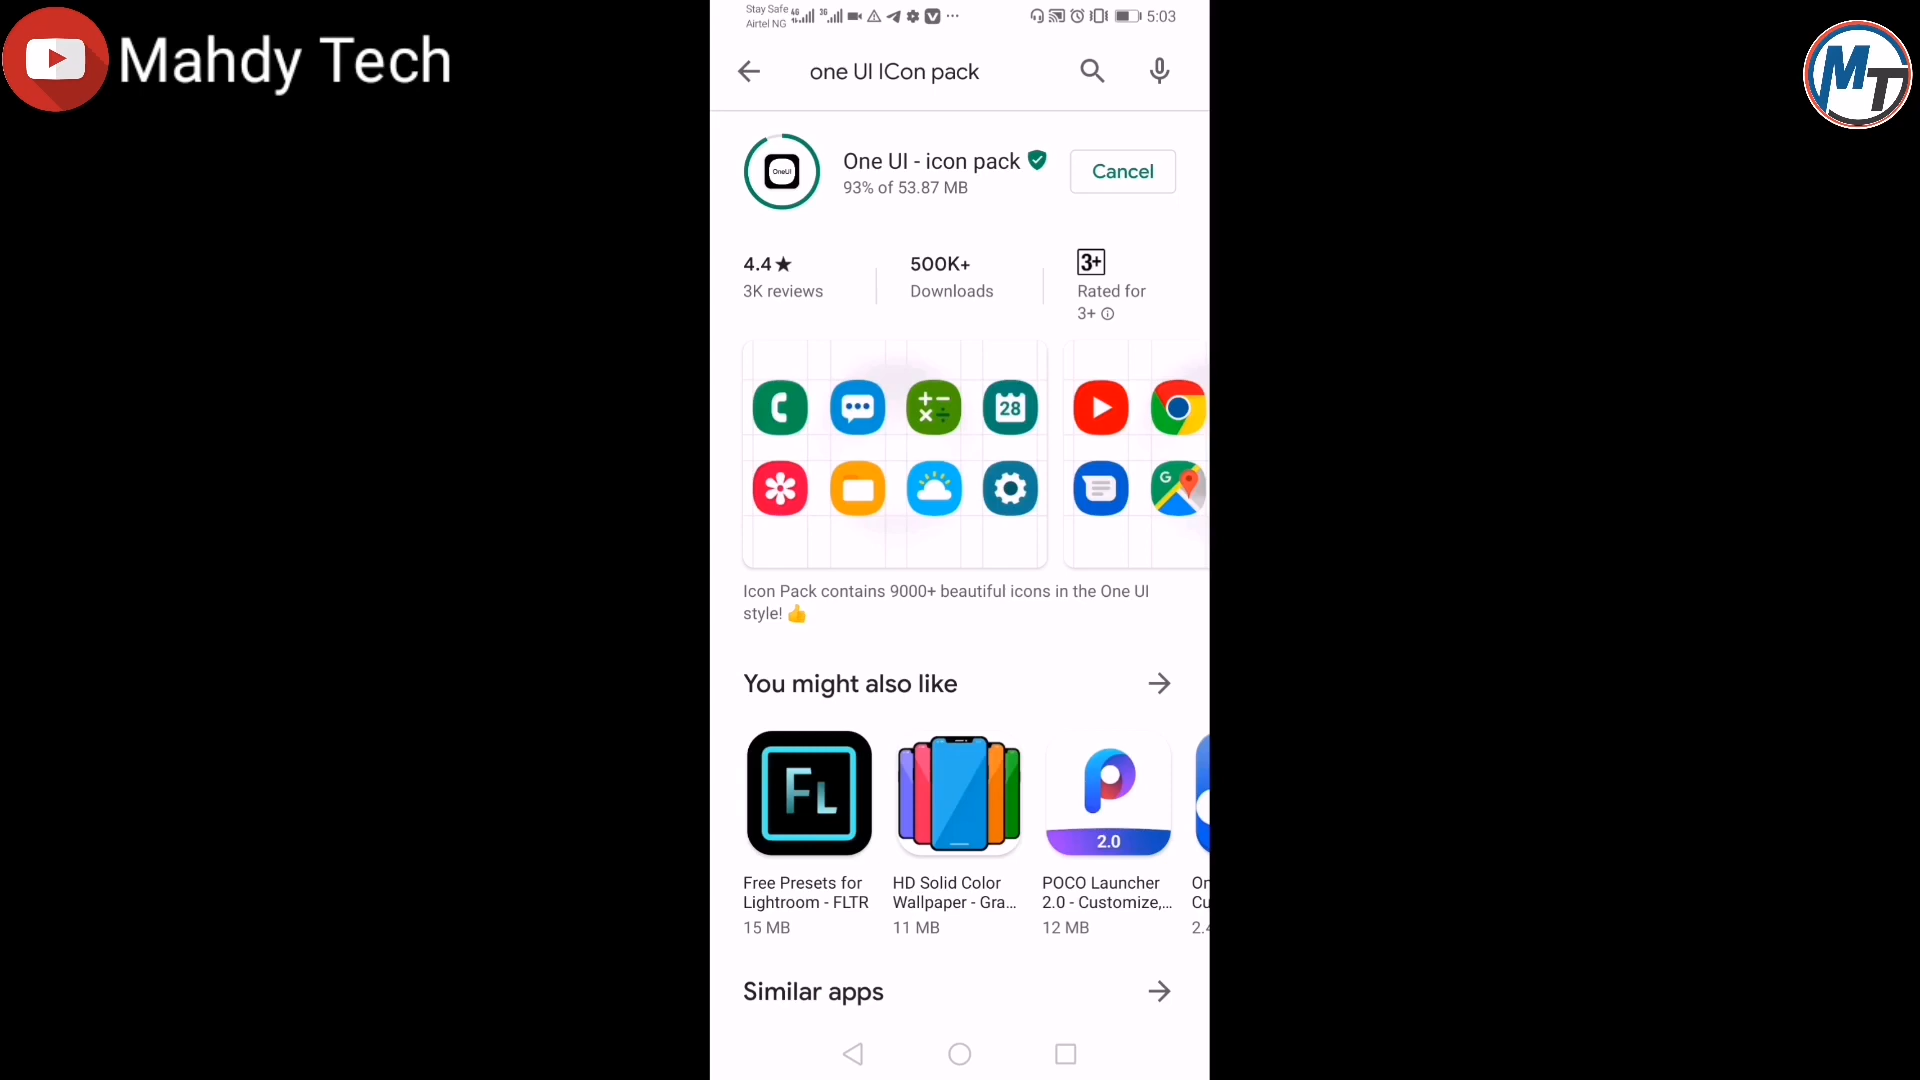 Mahdy Tech
MT
Stay Safe
Airtel NG
4G
3G
5:03
one UI ICon pack
OneUI
One UI - icon pack
93% of 53.87 MB
Cancel
4.4★
3K reviews
500K+
Downloads
3+
Rated for
3+
28
G
Icon Pack contains 9000+ beautiful icons in the One UI
style! 👍
You might also like
FL
2.0
Free Presets for
Lightroom - FLTR
15 MB
HD Solid Color
Wallpaper - Gra...
11 MB
POCO Launcher
2.0 - Customize,...
12 MB
Similar apps